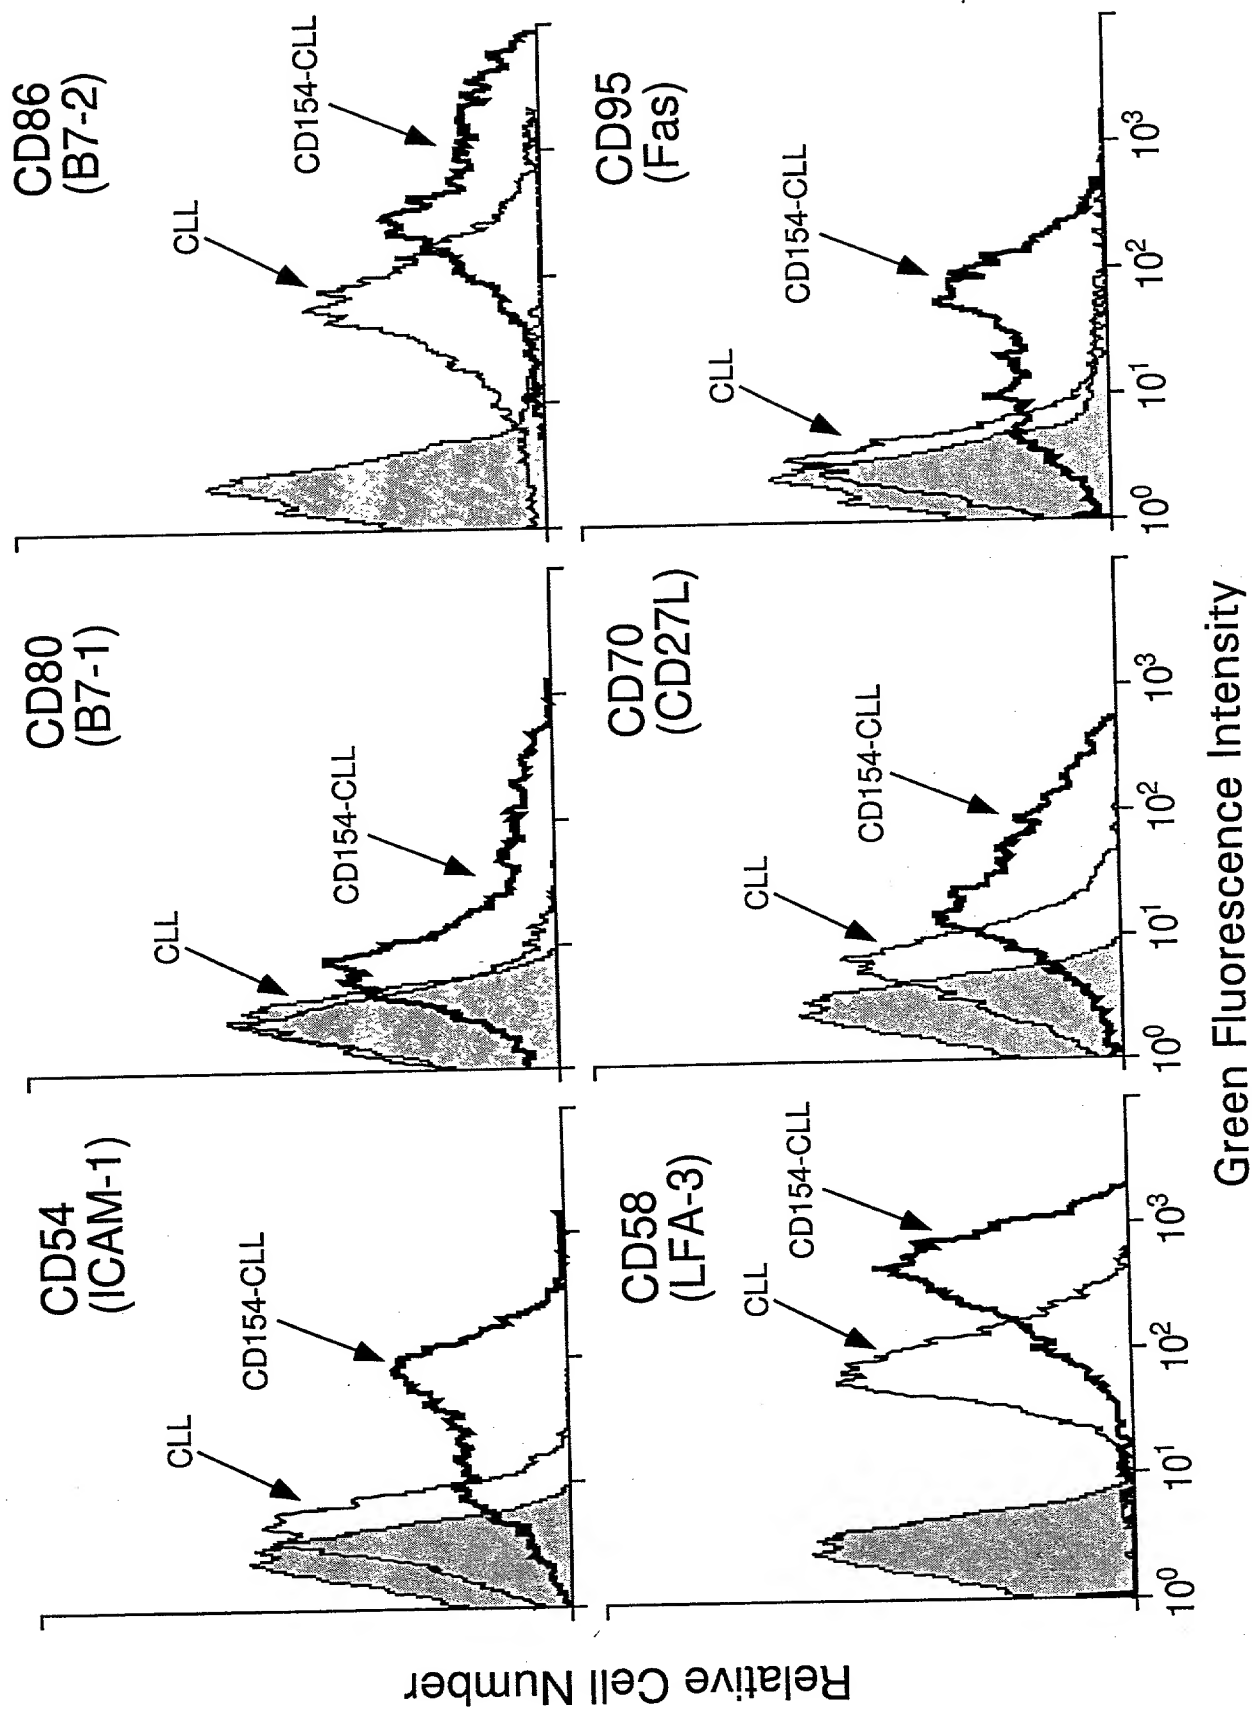 CD54
(ICAM-1)
CLL
CD154-CLL
CD80
(B7-1)
CLL
CD154-CLL
CD86
(B7-2)
CLL
CD154-CLL
CD58
(LFA-3)
CLL
CD154-CLL
10⁰ 10¹ 10² 10³
CD70
(CD27L)
CLL
CD154-CLL
10⁰ 10¹ 10² 10³
CD95
(Fas)
CLL
CD154-CLL
10⁰ 10¹ 10² 10³
Relative Cell Number
Green Fluorescence Intensity